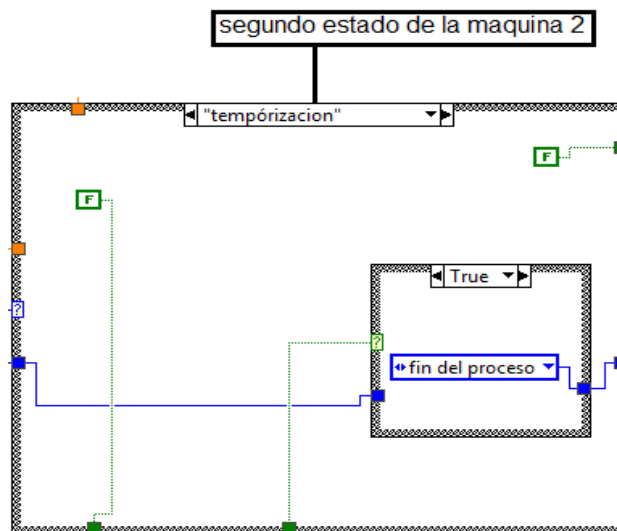 segundo estado de la maquina 2
"tempórizacion"
F
F
True
?
?
fin del proceso